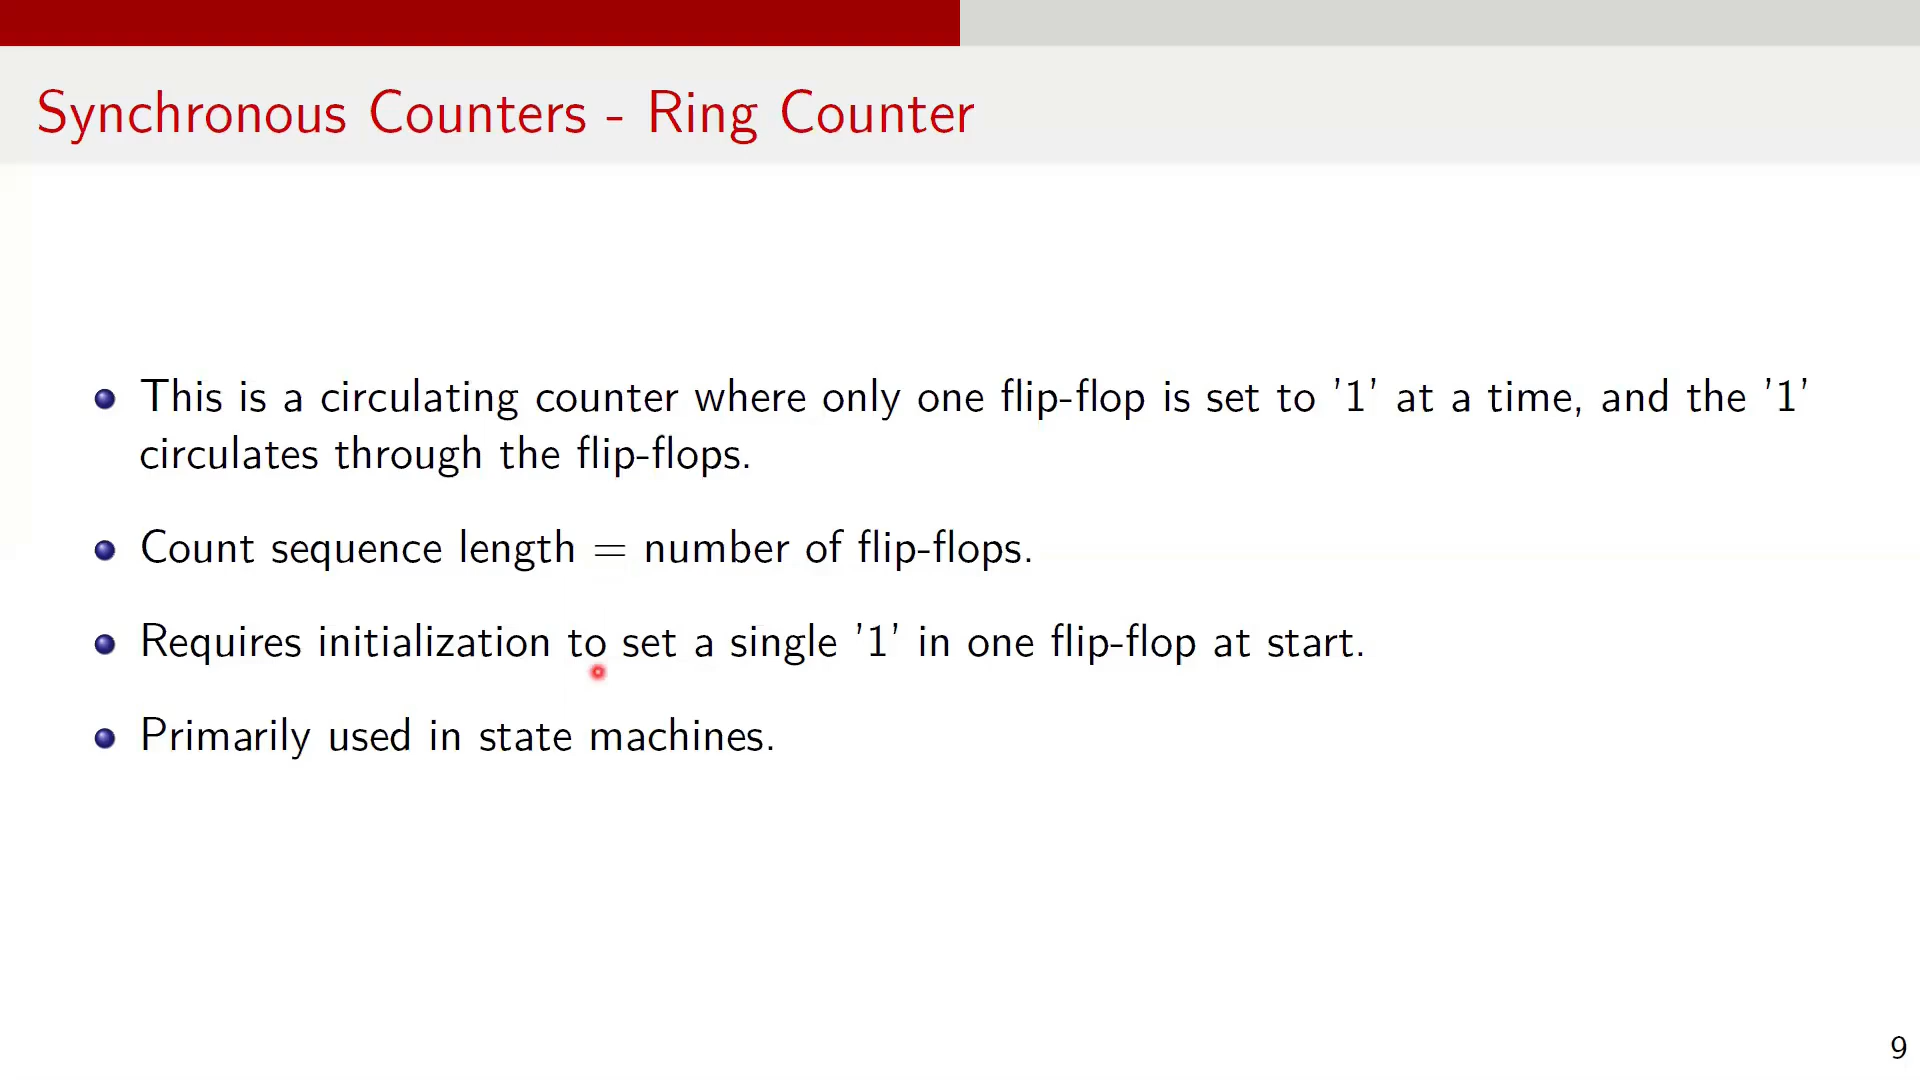 Synchronous Counters - Ring Counter
This is a circulating counter where only one flip-flop is set to '1' at a time, and the '1'
circulates through the flip-flops.
Count sequence length = number of flip-flops.
Requires initialization to set a single '1' in one flip-flop at start.
Primarily used in state machines.
9